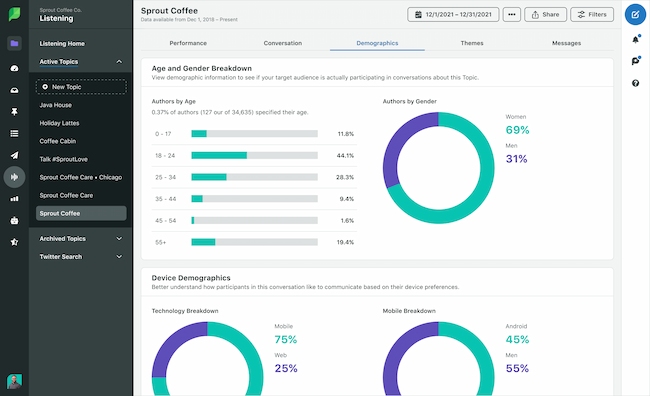 Sprout Coffee Co.
Listening
Listening Home
Active Topics
New Topic
Java House
Holiday Lattes
Coffee Cabin
Talk #SproutLove
Sprout Coffee Care • Chicago
Sprout Coffee Care
Sprout Coffee
Archived Topics
Twitter Search
Sprout Coffee
Data available from Dec 1, 2018 – Present
12/1/2021 – 12/31/2021
Share
Filters
Performance
Conversation
Demographics
Themes
Messages
Age and Gender Breakdown
View demographic information to see if your target audience is actually participating in conversations about this Topic.
Authors by Age
0.37% of authors (127 our of 34,635) specified their age.
0 - 17 11.8%
18 - 24 44.1%
25 - 34 28.3%
35 - 44 9.4%
45 - 54 1.6%
55+ 19.4%
Authors by Gender
Women
69%
Men
31%
Device Demographics
Better understand how participants in this conversation like to communicate based on their device preferences.
Technology Breakdown
Mobile
75%
Web
25%
Mobile Breakdown
Android
45%
Men
55%